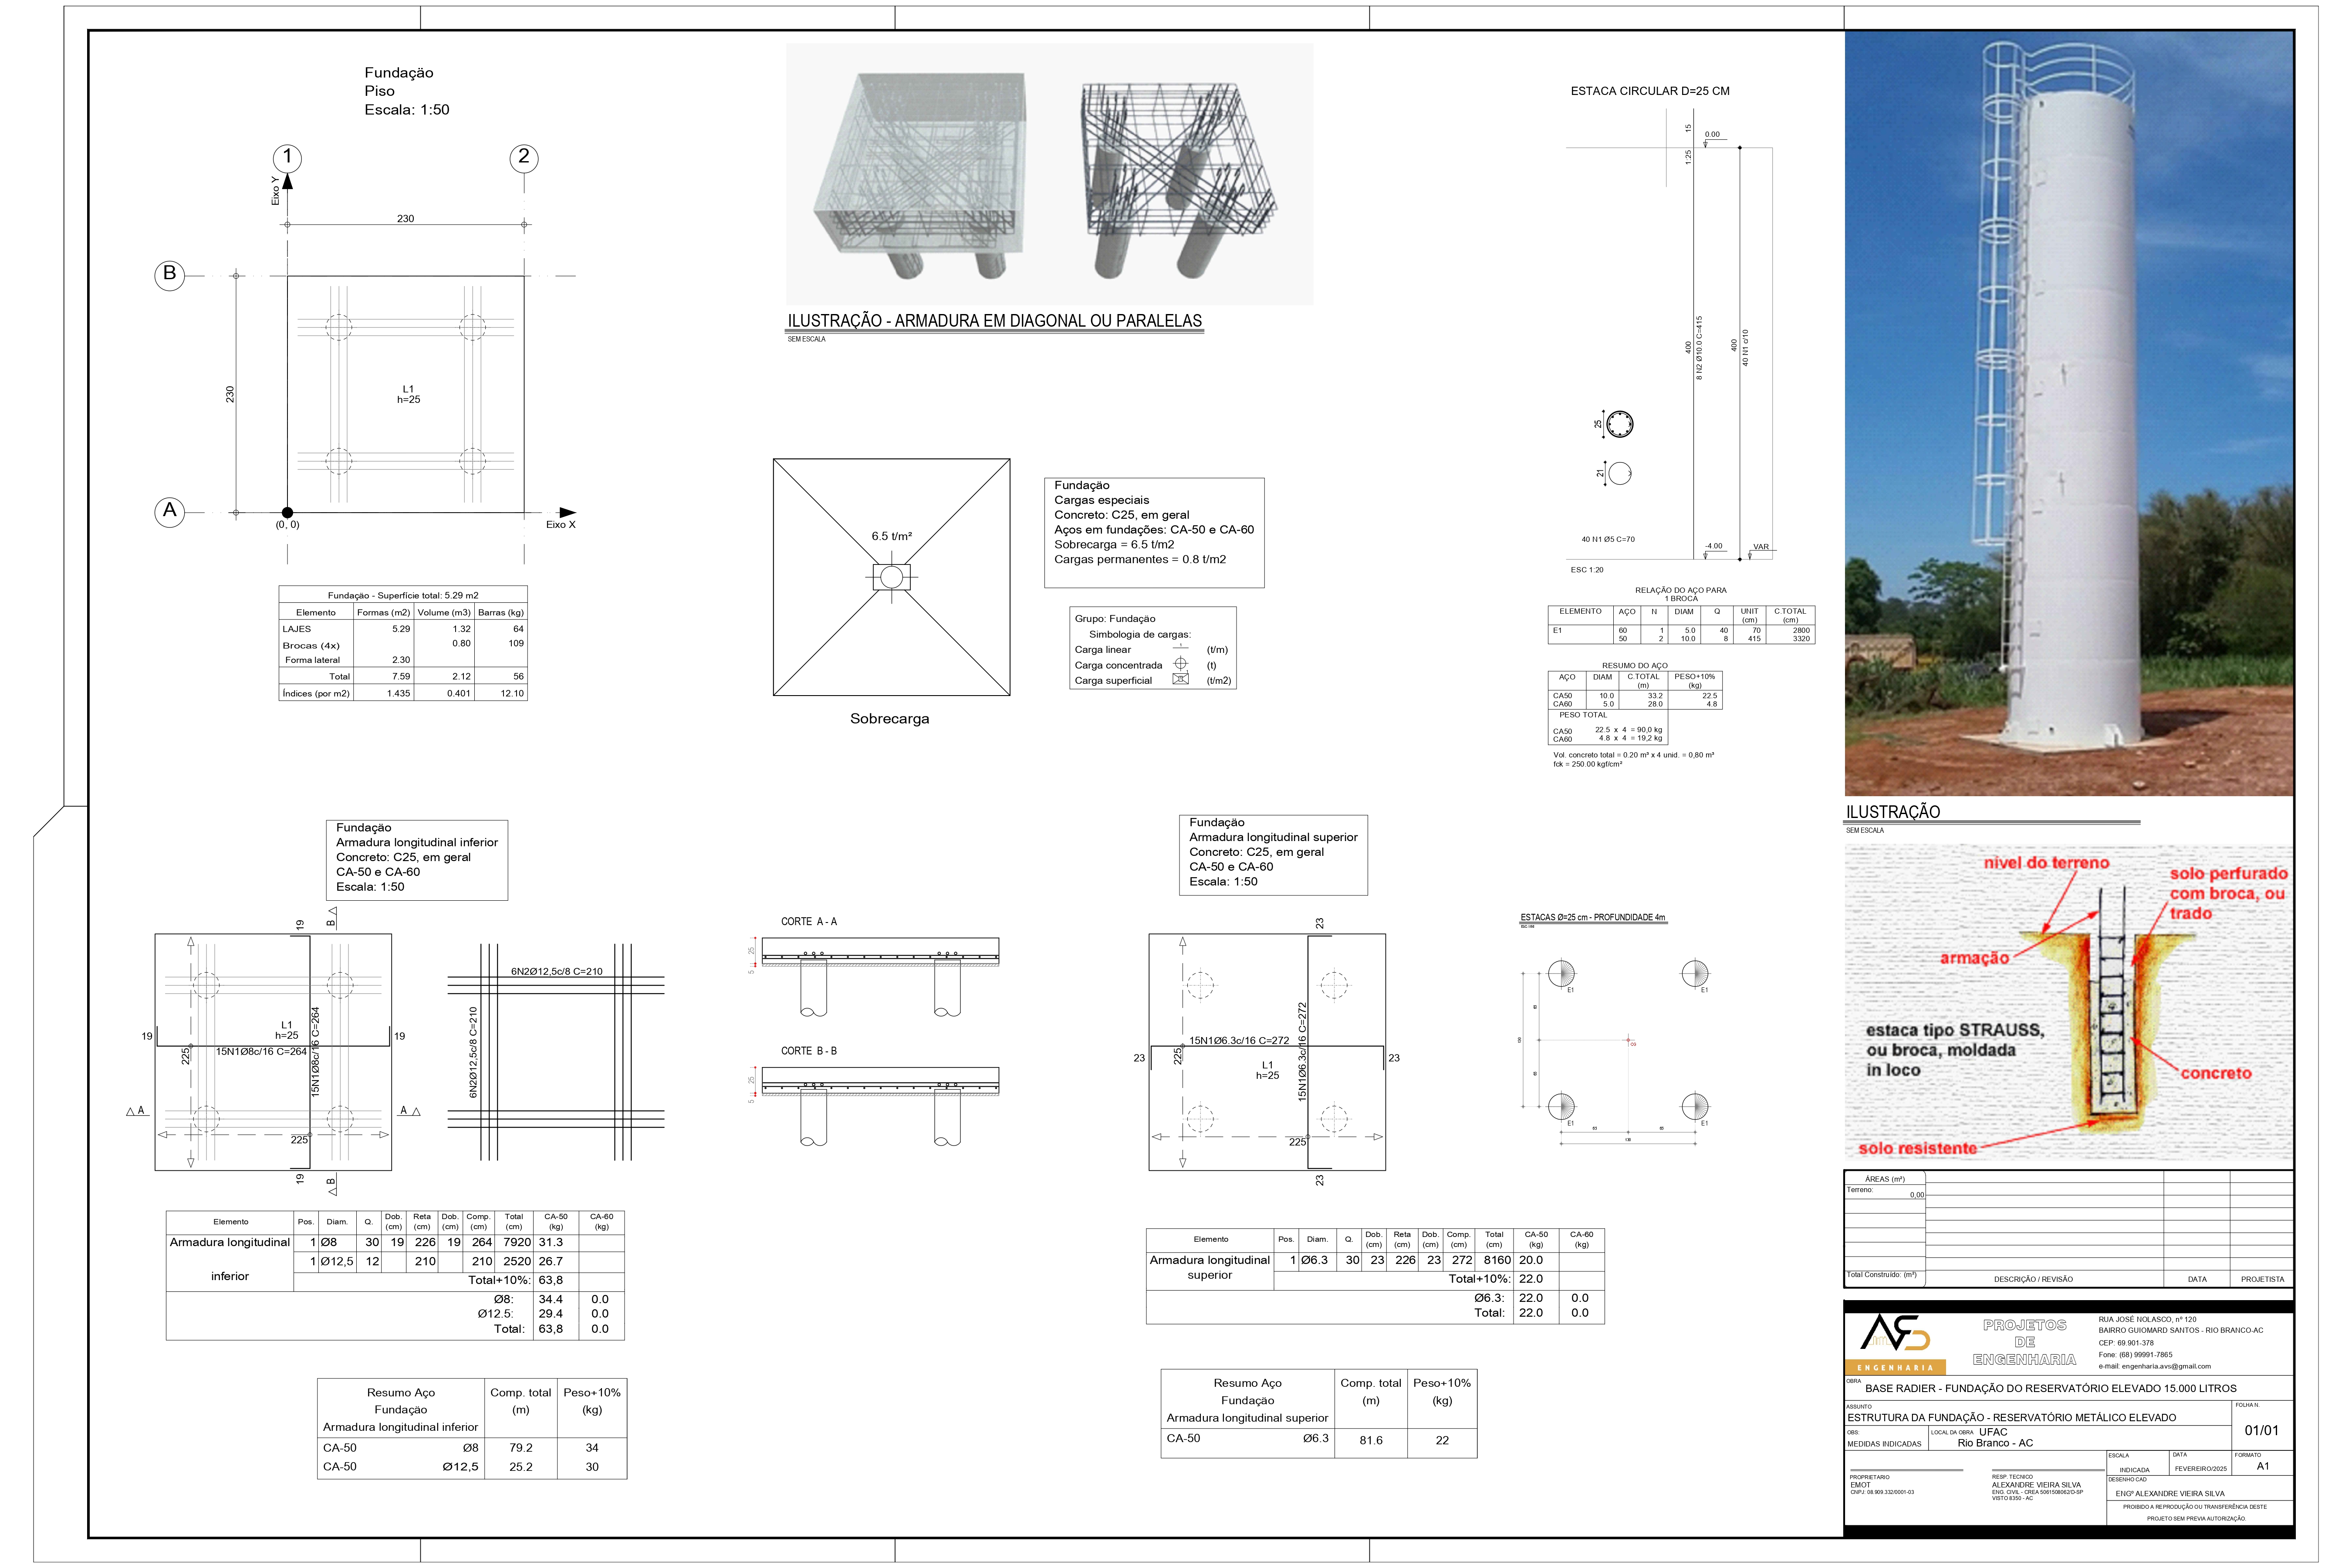 Fundação
Piso
Escala: 1:50
1
2
Eixo Y
230
B
230
L1
h=25
A
(0, 0)
Eixo X
Fundação - Superfície total: 5.29 m2
Elemento Formas (m2) Volume (m3) Barras (kg)
LAJES 5.29 1.32 64
Brocas (4x) 0.80 109
Forma lateral 2.30
Total 7.59 2.12 56
Índices (por m2) 1.435 0.401 12.10
ILUSTRAÇÃO - ARMADURA EM DIAGONAL OU PARALELAS
SEM ESCALA
6.5 t/m²
Sobrecarga
Fundação
Cargas especiais
Concreto: C25, em geral
Aços em fundações: CA-50 e CA-60
Sobrecarga = 6.5 t/m2
Cargas permanentes = 0.8 t/m2
Grupo: Fundação
Simbologia de cargas:
Carga linear (t/m)
Carga concentrada (t)
Carga superficial (t/m2)
ESTACA CIRCULAR D=25 CM
15
0.00
1:25
400
8 N2 Ø10.0 C=415
400
40 N1 c/10
25
21
40 N1 Ø5 C=70
-4.00
VAR
ESC 1:20
RELAÇÃO DO AÇO PARA
1 BROCA
ELEMENTO AÇO N DIAM Q UNIT (cm) C.TOTAL (cm)
E1 60 1 5.0 40 70 2800
50 2 10.0 8 415 3320
RESUMO DO AÇO
AÇO DIAM C.TOTAL (m) PESO+10% (kg)
CA50 10.0 33.2 22.5
CA60 5.0 28.0 4.8
PESO TOTAL
CA50 22.5 x 4 = 90,0 kg
CA60 4.8 x 4 = 19,2 kg
Vol. concreto total = 0.20 m³ x 4 unid. = 0,80 m³
fck = 250.00 kgf/cm²
ILUSTRAÇÃO
SEM ESCALA
nivel do terreno
solo perfurado
com broca, ou
trado
armação
estaca tipo STRAUSS,
ou broca, moldada
in loco
concreto
solo resistente
Fundação
Armadura longitudinal inferior
Concreto: C25, em geral
CA-50 e CA-60
Escala: 1:50
19
B
19
L1
h=25
19
225
15N1Ø8c/16 C=264
15N1Ø8c/16 C=264
A
A
225
19
B
6N2Ø12,5c/8 C=210
6N2Ø12,5c/8 C=210
CORTE A - A
25
5
CORTE B - B
25
5
Elemento Pos. Diam. Q. Dob. (cm) Reta (cm) Dob. (cm) Comp. (cm) Total (cm) CA-50 (kg) CA-60 (kg)
Armadura longitudinal 1 Ø8 30 19 226 19 264 7920 31.3
inferior 1 Ø12,5 12 210 210 2520 26.7
Total+10%: 63,8
Ø8: 34.4 0.0
Ø12.5: 29.4 0.0
Total: 63,8 0.0
Resumo Aço
Fundação
Armadura longitudinal inferior
Comp. total
(m)
Peso+10%
(kg)
CA-50 Ø8 79.2 34
CA-50 Ø12,5 25.2 30
Fundação
Armadura longitudinal superior
Concreto: C25, em geral
CA-50 e CA-60
Escala: 1:50
23
23
225
15N1Ø6.3c/16 C=272
15N1Ø6.3c/16 C=272
L1
h=25
23
225
23
ESTACAS Ø=25 cm - PROFUNDIDADE 4m
E1
E1
E1
E1
Elemento Pos. Diam. Q. Dob. (cm) Reta (cm) Dob. (cm) Comp. (cm) Total (cm) CA-50 (kg) CA-60 (kg)
Armadura longitudinal 1 Ø6.3 30 23 226 23 272 8160 20.0
superior Total+10%: 22.0
Ø6.3: 22.0 0.0
Total: 22.0 0.0
Resumo Aço
Fundação
Armadura longitudinal superior
Comp. total
(m)
Peso+10%
(kg)
CA-50 Ø6.3 81.6 22
ÁREAS (m²)
Terreno: 0,00
Total Construído: (m²)
DESCRIÇÃO / REVISÃO DATA PROJETISTA
ENGENHARIA
PROJETOS
DE
ENGENHARIA
RUA JOSÉ NOLASCO, nº 120
BAIRRO GUIOMARD SANTOS - RIO BRANCO-AC
CEP: 69.901-378
Fone: (68) 99991-7865
e-mail: engenharia.avs@gmail.com
OBRA
BASE RADIER - FUNDAÇÃO DO RESERVATÓRIO ELEVADO 15.000 LITROS
ASSUNTO
ESTRUTURA DA FUNDAÇÃO - RESERVATÓRIO METÁLICO ELEVADO
FOLHA N.
01/01
OBS:
MEDIDAS INDICADAS
LOCAL DA OBRA UFAC
Rio Branco - AC
ESCALA
INDICADA
DATA
FEVEREIRO/2025
FORMATO
A1
PROPRIETARIO
EMOT
CNPJ: 08.909.332/0001-03
RESP. TECNICO
ALEXANDRE VIEIRA SILVA
ENG. CIVIL - CREA 5061508062/D-SP
VISTO 8350 - AC
DESENHO CAD
ENGº ALEXANDRE VIEIRA SILVA
PROIBIDO A REPRODUÇÃO OU TRANSFERÊNCIA DESTE
PROJETO SEM PREVIA AUTORIZAÇÃO.